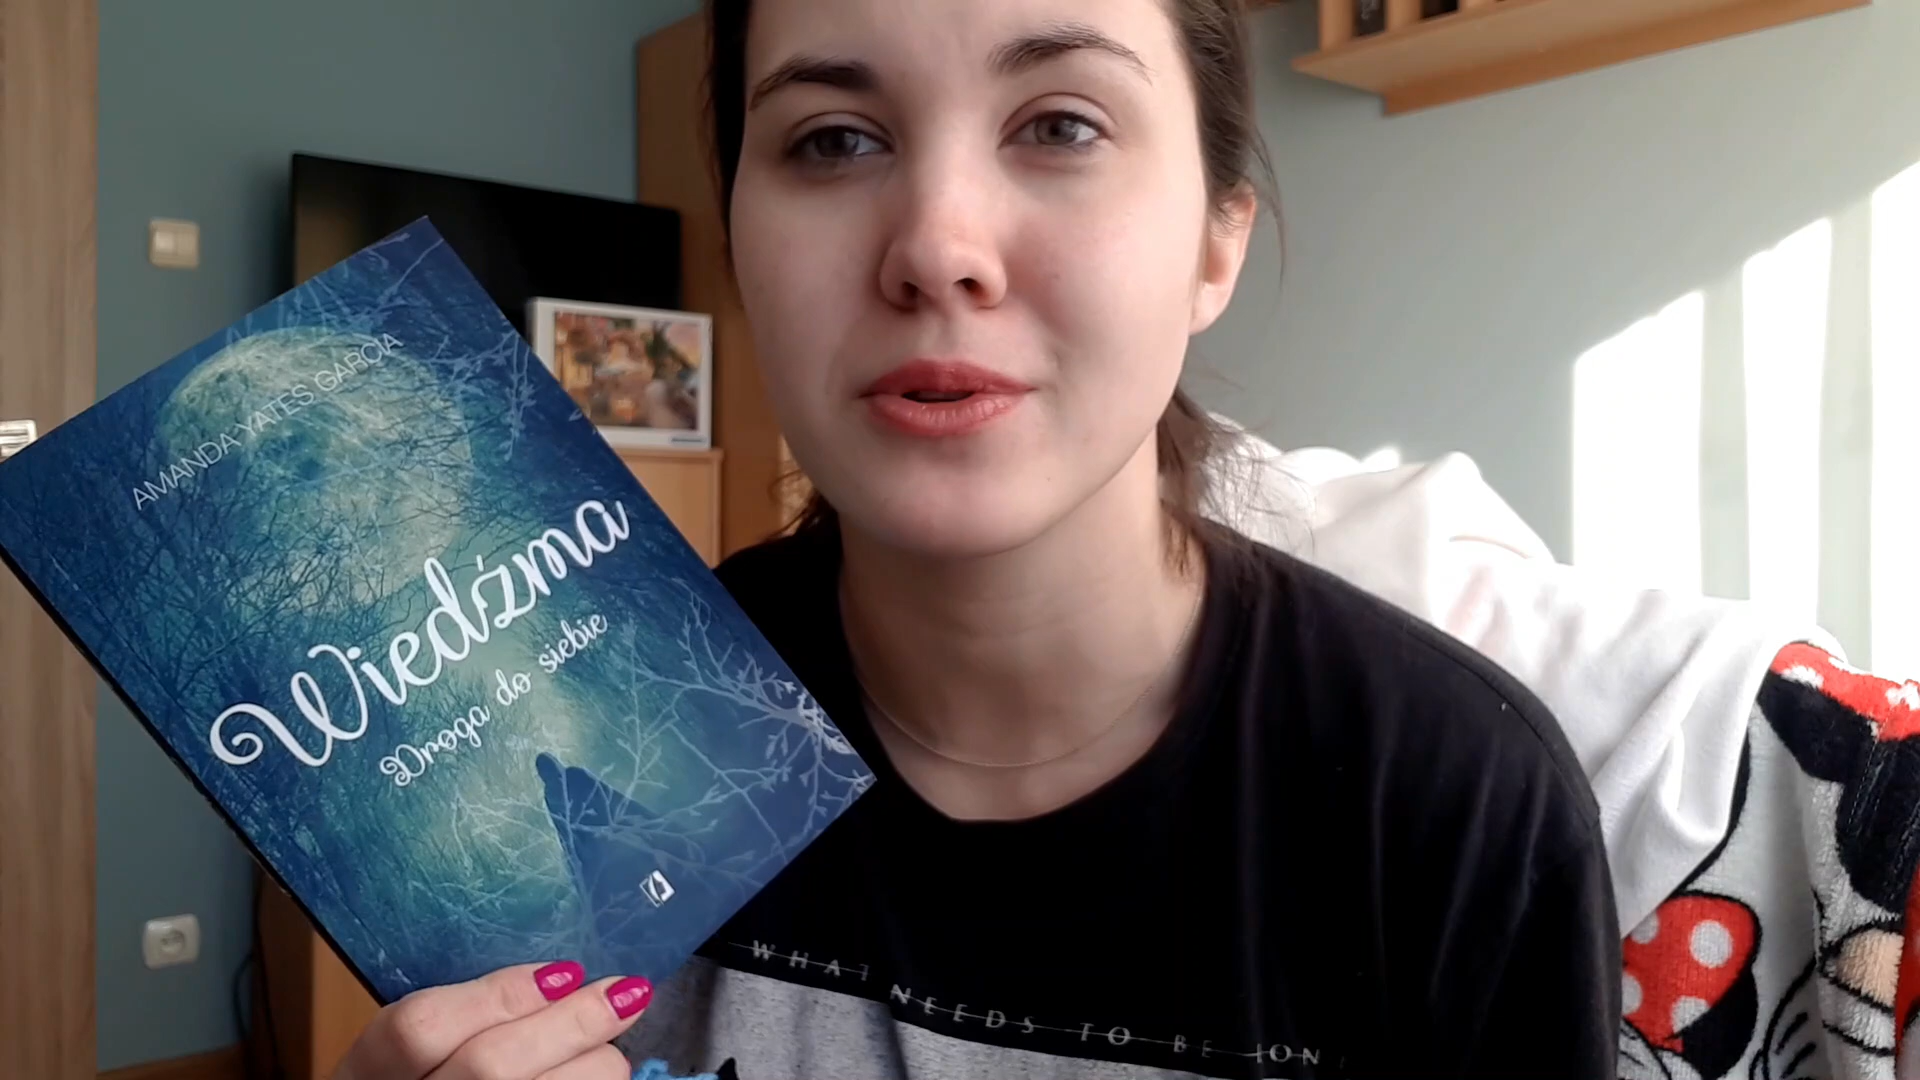 AMANDA YATES GARCIA
Wiedźma
Droga do siebie
WHAT NEEDS TO BE